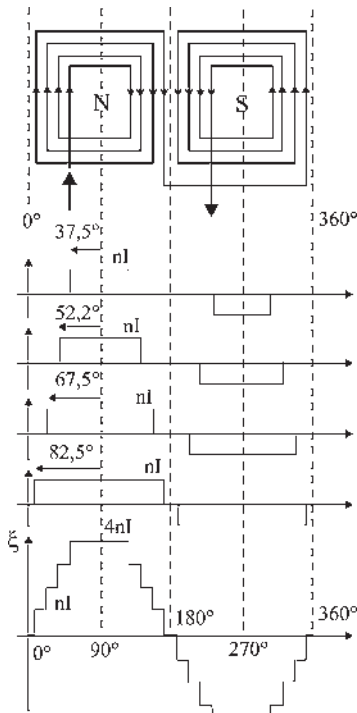 N S
0° 360°
37,5° nI
52,2° nI
67,5° nI
82,5° nI
ξ 4nI
nI 180° 360°
0° 90° 270°